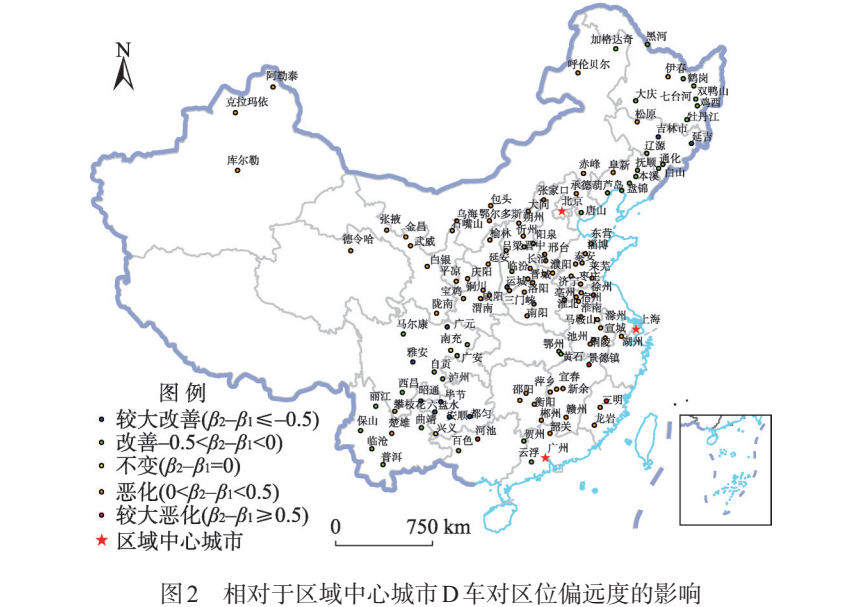 N
加格达奇
黑河
呼伦贝尔
伊春
鹤岗
阿勒泰
双鸭山
大庆
七台河
鸡西
克拉玛依
松原
牡丹江
吉林市
延吉
辽源
库尔勒
通化
赤峰
阜新
抚顺
白山
本溪
张家口
承德
葫芦岛
盘锦
包头
大同
北京
唐山
乌海
鄂尔多斯
朔州
张掖
金昌
石嘴山
忻州
武威
榆林
阳泉
东营
德令哈
吕梁
晋中
邢台
淄博
白银
延安
泰安
临汾
长治
濮阳
莱芜
平凉
庆阳
晋城
济宁
枣庄
宝鸡
铜川
运城
徐州
咸阳
洛阳
亳州
宿州
陇南
渭南
三门峡
淮北
淮南
南阳
马鞍山
滁州
马尔康
广元
宣城
上海
南充
池州
铜陵
湖州
雅安
广安
鄂州
黄石
景德镇
自贡
泸州
图 例
西昌
昭通
毕节
萍乡
宜春
丽江
邵阳
新余
攀枝花
六盘水
衡阳
三明
较大改善(β₂–β₁≤–0.5)
保山
楚雄
曲靖
安顺
都匀
郴州
赣州
龙岩
改善–0.5<β₂–β₁<0)
临沧
兴义
河池
韶关
百色
贺州
不变(β₂–β₁=0)
普洱
云浮
广州
恶化(0<β₂–β₁<0.5)
较大恶化(β₂–β₁≥0.5)
区域中心城市
0
750 km
图2 相对于区域中心城市D车对区位偏远度的影响